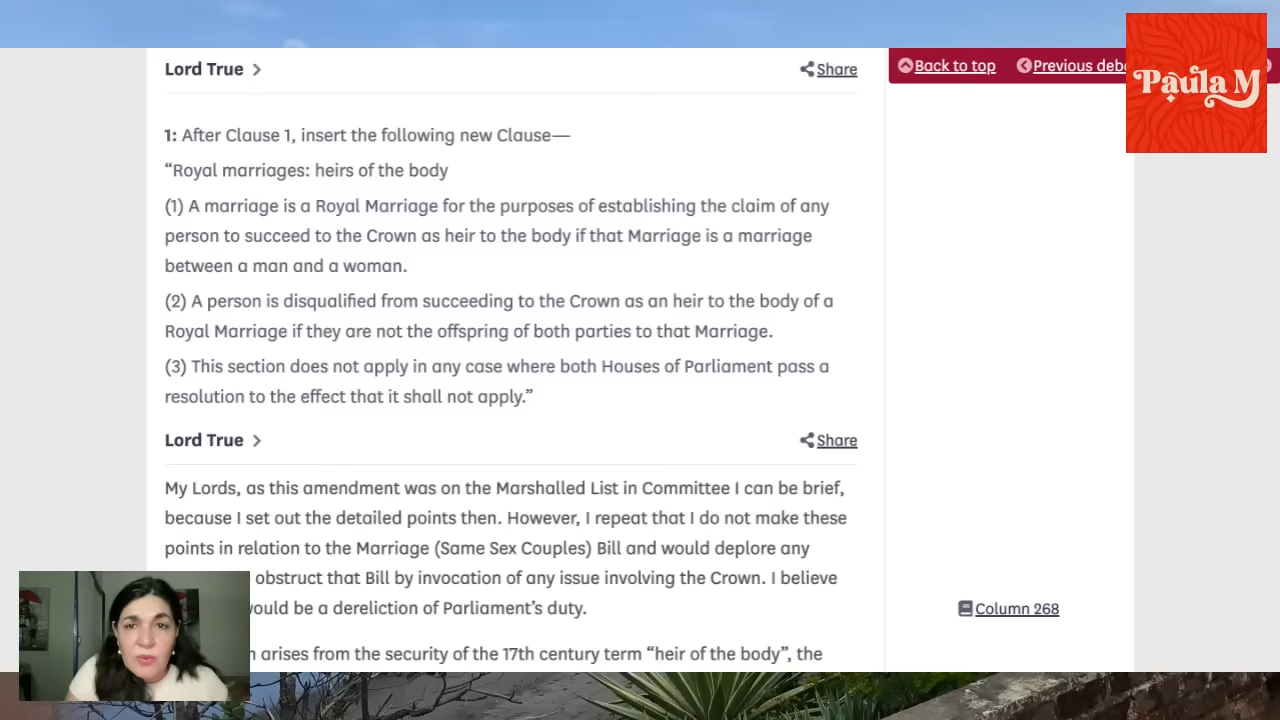 Lord True
Share
Back to top
Previous deb
Paula M
1: After Clause 1, insert the following new Clause—
“Royal marriages: heirs of the body
(1) A marriage is a Royal Marriage for the purposes of establishing the claim of any
person to succeed to the Crown as heir to the body if that Marriage is a marriage
between a man and a woman.
(2) A person is disqualified from succeeding to the Crown as an heir to the body of a
Royal Marriage if they are not the offspring of both parties to that Marriage.
(3) This section does not apply in any case where both Houses of Parliament pass a
resolution to the effect that it shall not apply.”
Lord True
Share
My Lords, as this amendment was on the Marshalled List in Committee I can be brief,
because I set out the detailed points then. However, I repeat that I do not make these
points in relation to the Marriage (Same Sex Couples) Bill and would deplore any
obstruct that Bill by invocation of any issue involving the Crown. I believe
would be a dereliction of Parliament’s duty.
Column 268
arises from the security of the 17th century term “heir of the body”, the